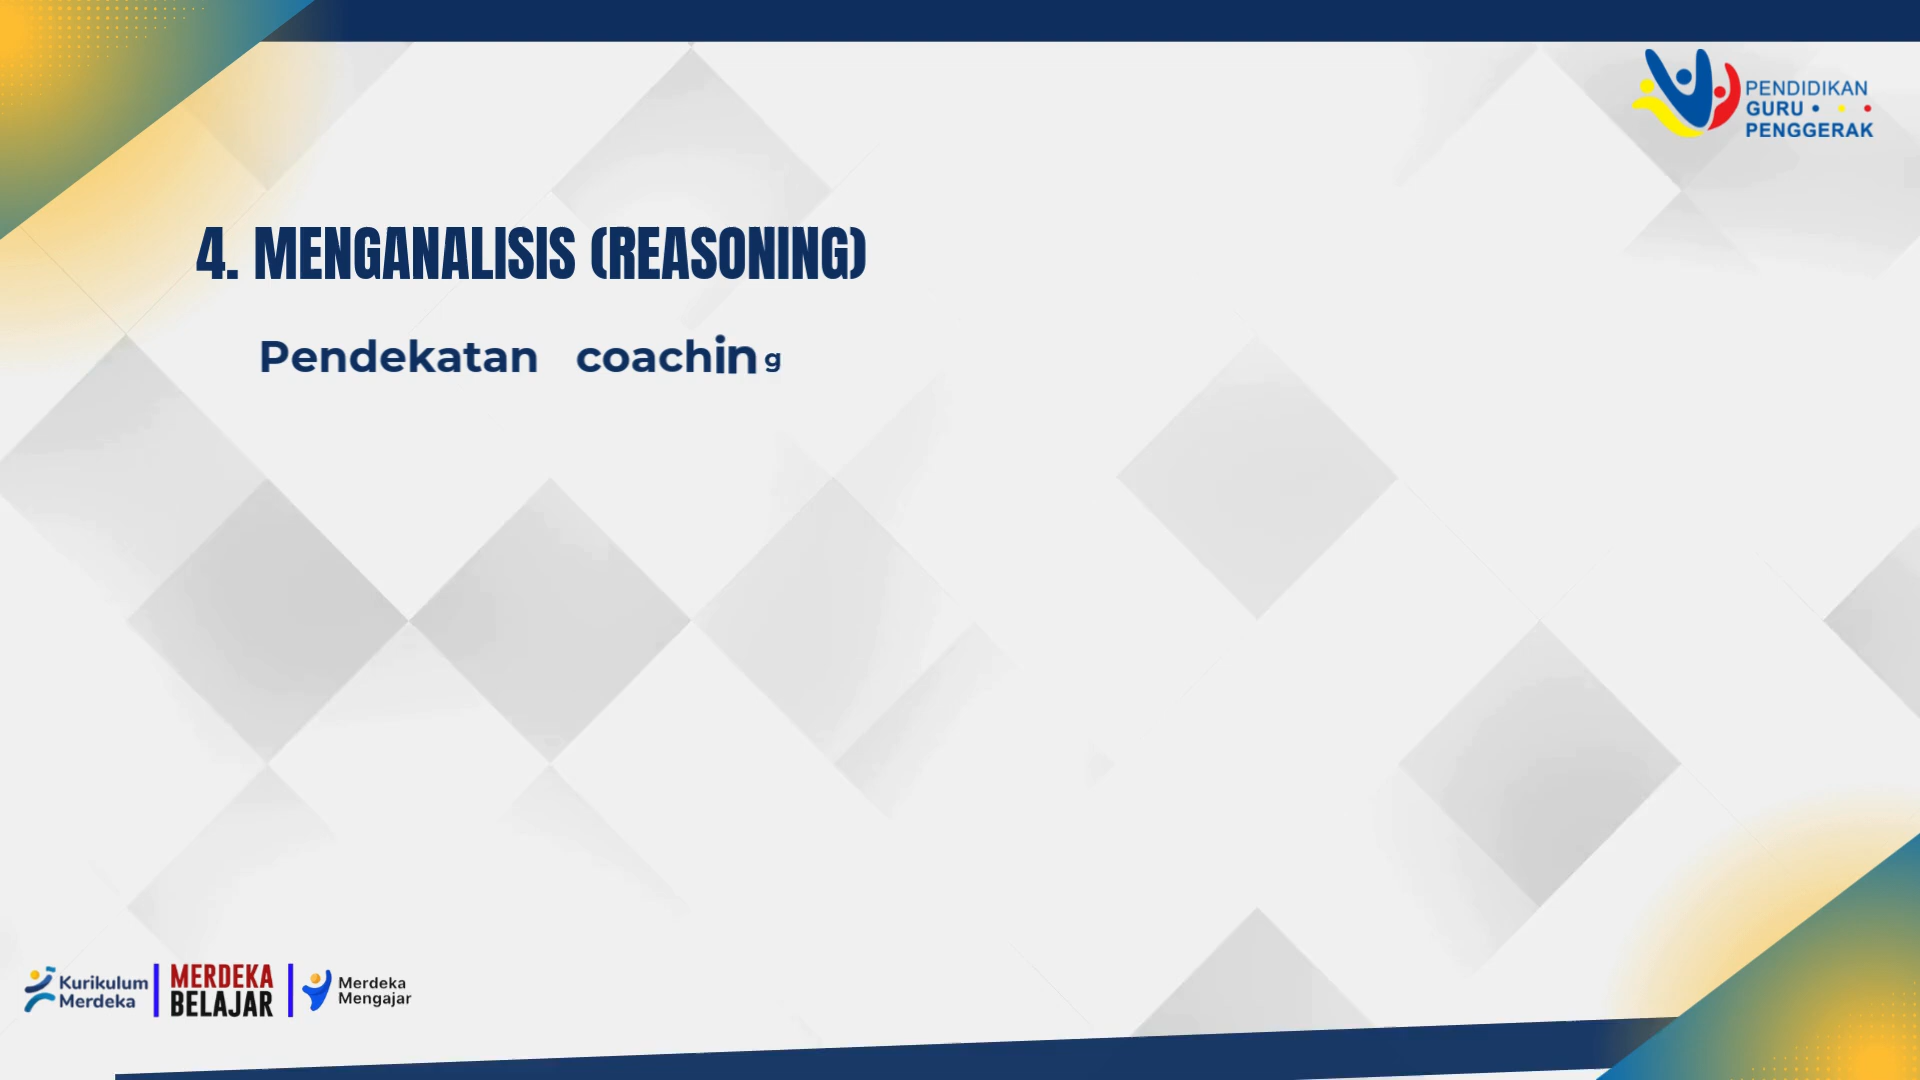 PENDIDIKAN
GURU
PENGGERAK
4. MENGANALISIS (REASONING)
Pendekatan coaching
Kurikulum
Merdeka
MERDEKA
BELAJAR
Merdeka
Mengajar